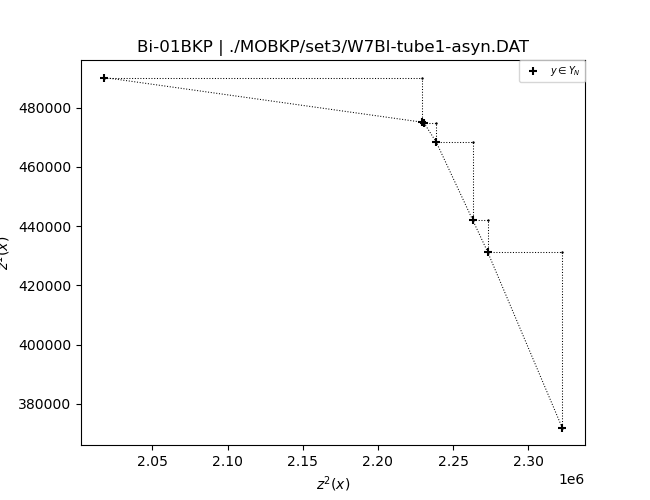 Bi-01BKP | ./MOBKP/set3/W7BI-tube1-asyn.DAT
y ∈ Y_N
480000
460000
440000
420000
400000
380000
2.05 2.10 2.15 2.20 2.25 2.30
1e6
z²(x)